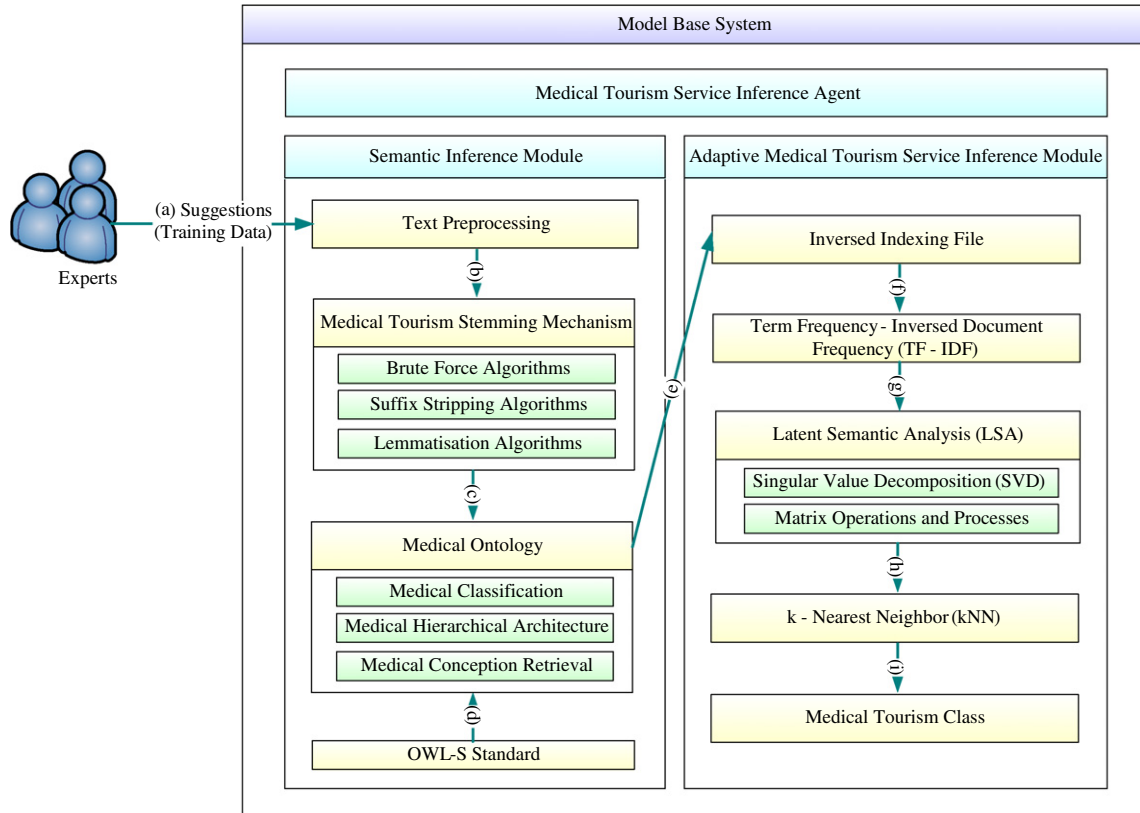 Model Base System
Medical Tourism Service Inference Agent
Semantic Inference Module
Adaptive Medical Tourism Service Inference Module
(a) Suggestions
(Training Data)
Experts
Text Preprocessing
(b)
Medical Tourism Stemming Mechanism
Brute Force Algorithms
Suffix Stripping Algorithms
Lemmatisation Algorithms
(c)
Medical Ontology
Medical Classification
Medical Hierarchical Architecture
Medical Conception Retrieval
(d)
OWL-S Standard
(e)
Inversed Indexing File
(f)
Term Frequency - Inversed Document
Frequency (TF - IDF)
(g)
Latent Semantic Analysis (LSA)
Singular Value Decomposition (SVD)
Matrix Operations and Processes
(h)
k - Nearest Neighbor (kNN)
(i)
Medical Tourism Class